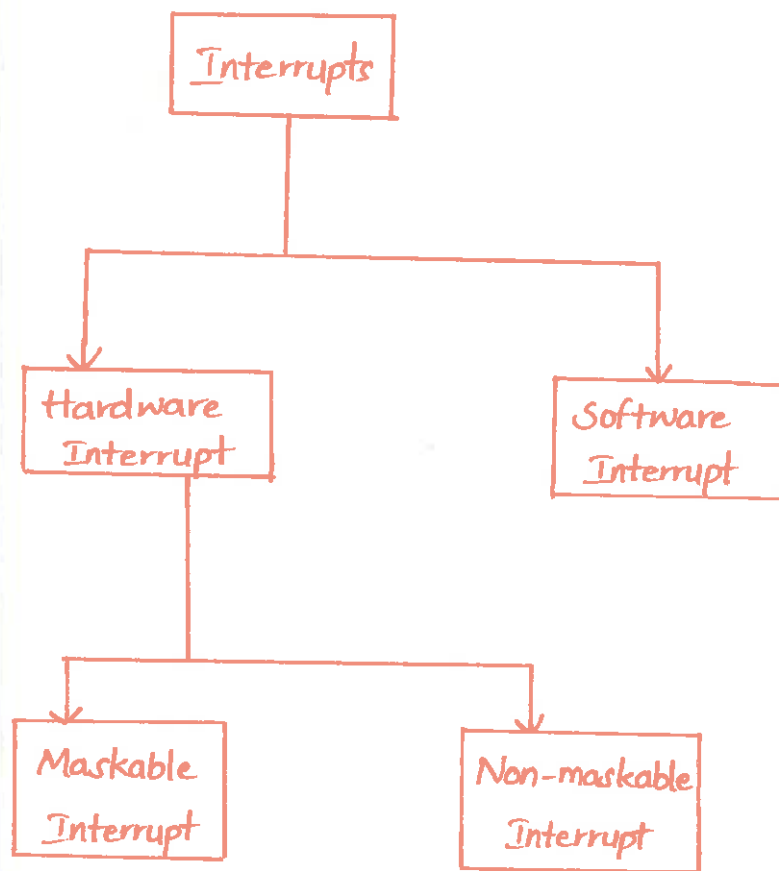 Interrupts
Hardware
Interrupt
Software
Interrupt
Maskable
Interrupt
Non-maskable
Interrupt